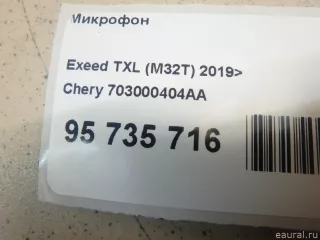 Микрофон
Exeed TXL (M32T) 2019>
Chery 703000404AA
95 735 716
eaural.ru